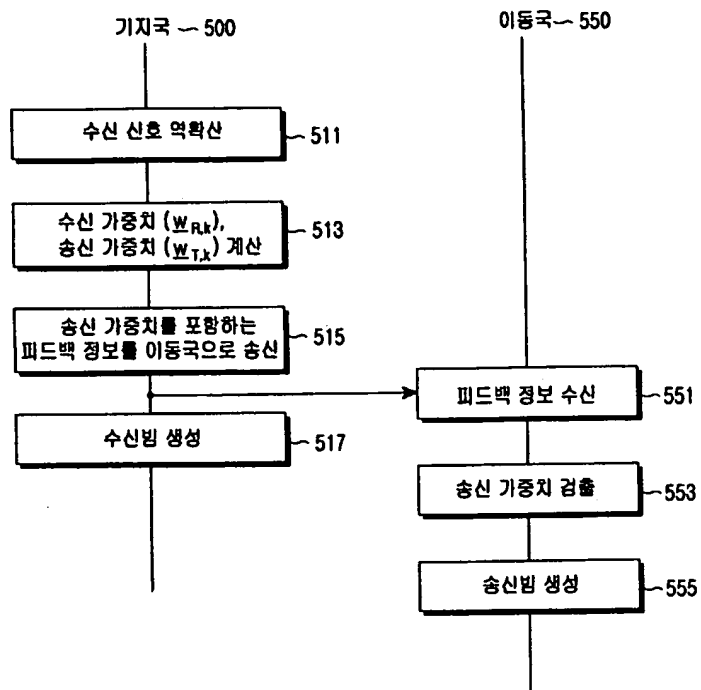 기지국 ~ 500
이동국 ~ 550
수신 신호 역확산 ~ 511
수신 가중치 (w_R,k),
송신 가중치 (w_T,k) 계산 ~ 513
송신 가중치를 포함하는
피드백 정보를 이동국으로 송신 ~ 515
피드백 정보 수신 ~ 551
수신빔 생성 ~ 517
송신 가중치 검출 ~ 553
송신빔 생성 ~ 555